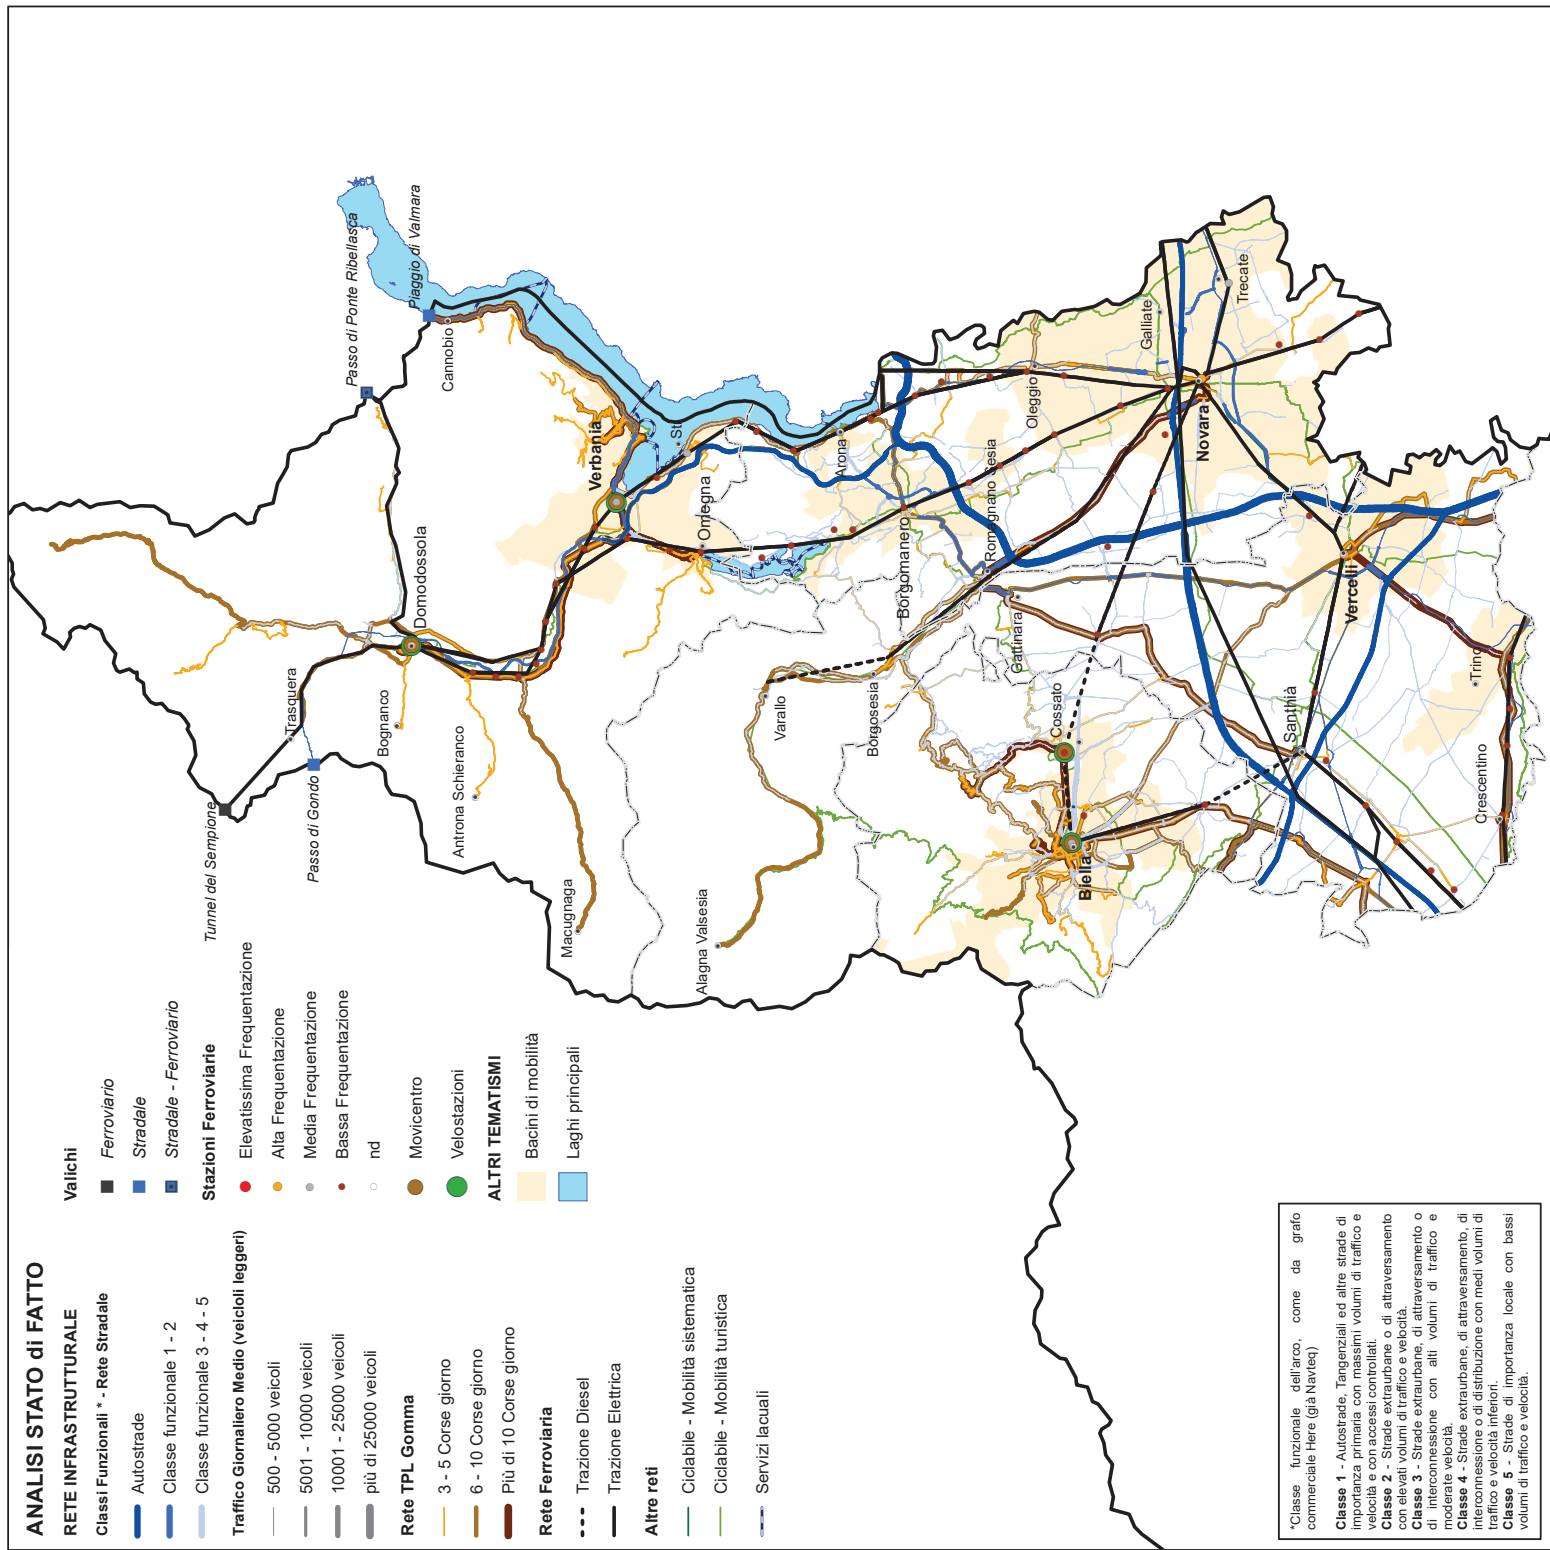 ANALISI STATO di FATTO
RETE INFRASTRUTTURALE
Classi Funzionali * - Rete Stradale
Autostrade
Classe funzionale 1 - 2
Classe funzionale 3 - 4 - 5
Traffico Giornaliero Medio (veicioli leggeri)
500 - 5000 veicoli
5001 - 10000 veicoli
10001 - 25000 veicoli
più di 25000 veicoli
Rete TPL Gomma
3 - 5 Corse giorno
6 - 10 Corse giorno
Più di 10 Corse giorno
Rete Ferroviaria
Trazione Diesel
Trazione Elettrica
Altre reti
Ciclabile - Mobilità sistematica
Ciclabile - Mobilità turistica
Servizi lacuali
Valichi
Ferroviario
Stradale
Stradale - Ferroviario
Stazioni Ferroviarie
Elevatissima Frequentazione
Alta Frequentazione
Media Frequentazione
Bassa Frequentazione
nd
Movicentro
Velostazioni
ALTRI TEMATISMI
Bacini di mobilità
Laghi principali
*Classe funzionale dell'arco, come da grafo
commerciale Here (già Navteq)
Classe 1 - Autostrade, Tangenziali ed altre strade di
importanza primaria con massimi volumi di traffico e
velocità e con accessi controllati.
Classe 2 - Strade extraurbane o di attraversamento
con elevati volumi di traffico e velocità.
Classe 3 - Strade extraurbane, di attraversamento o
di interconnessione con alti volumi di traffico e
moderate velocità.
Classe 4 - Strade extraurbane, di attraversamento, di
interconnessione o di distribuzione con medi volumi di
traffico e velocità inferiori.
Classe 5 - Strade di importanza locale con bassi
volumi di traffico e velocità.
Tunnel del Sempione
Trasquera
Passo di Gondo
Bognanco
Domodossola
Antrona Schieranco
Macugnaga
Alagna Valsesia
Varallo
Borgosesia
Passo di Ponte Ribellasca
Piaggio di Valmara
Cannobio
Verbania
St
Omegna
Arona
Borgomanero
Romagnano Sesia
Gattinara
Oleggio
Galliate
Trecate
Novara
Vercelli
Cossato
Biella
Santhià
Trino
Crescentino